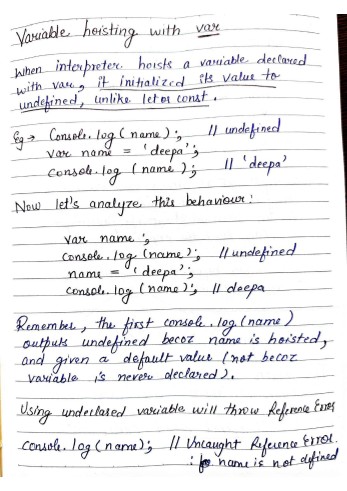 Variable hoisting with var
When interpreter hoists a variable declared
with var, it initialized its value to
undefined, unlike let or const.
Eg → Console.log(name); // undefined
var name = 'deepa';
console.log(name); // 'deepa'
Now let's analyze this behaviour:
var name;
console.log(name); // undefined
name = 'deepa';
console.log(name); // deepa
Remember, the first console.log(name)
outputs undefined becoz name is hoisted,
and given a default value (not becoz
variable is never declared).
Using undeclared variable will throw Reference Error
console.log(name); // Uncaught Reference Error.
: name is not defined